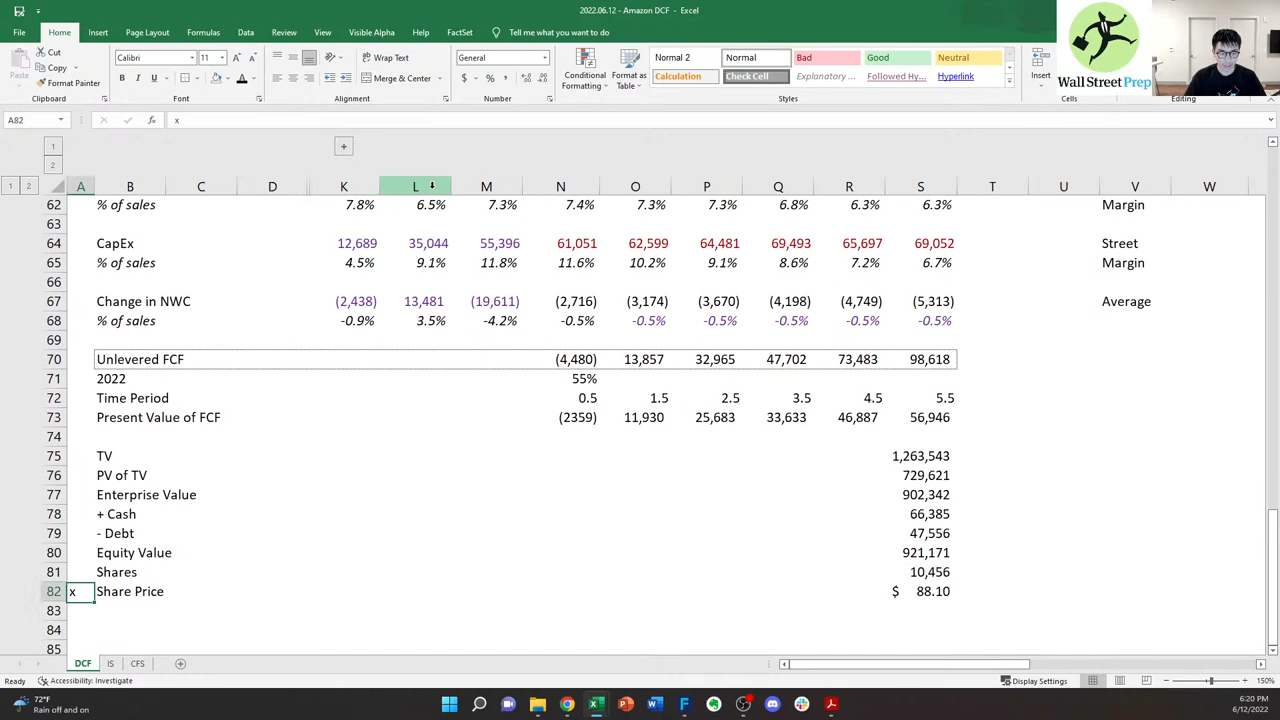 2022.06.12 - Amazon DCF - Excel
File Home Insert Page Layout Formulas Data Review View Visible Alpha Help FactSet Tell me what you want to do
Paste Cut Copy Format Painter Clipboard
Calibri 11 B I U Font
Wrap Text Merge & Center Alignment
General $ % Number
Conditional Formatting Format as Table
Normal 2 Normal Bad Good Neutral
Calculation Check Cell Explanatory ... Followed Hy... Hyperlink
Styles
Insert Cells Editing
Wall Street Prep
A82 fx x
1
2
1 2 A B C D K L M N O P Q R S T U V W
62 % of sales 7.8% 6.5% 7.3% 7.4% 7.3% 7.3% 6.8% 6.3% 6.3% Margin
63
64 CapEx 12,689 35,044 55,396 61,051 62,599 64,481 69,493 65,697 69,052 Street
65 % of sales 4.5% 9.1% 11.8% 11.6% 10.2% 9.1% 8.6% 7.2% 6.7% Margin
66
67 Change in NWC (2,438) 13,481 (19,611) (2,716) (3,174) (3,670) (4,198) (4,749) (5,313) Average
68 % of sales -0.9% 3.5% -4.2% -0.5% -0.5% -0.5% -0.5% -0.5% -0.5%
69
70 Unlevered FCF (4,480) 13,857 32,965 47,702 73,483 98,618
71 2022 55%
72 Time Period 0.5 1.5 2.5 3.5 4.5 5.5
73 Present Value of FCF (2359) 11,930 25,683 33,633 46,887 56,946
74
75 TV 1,263,543
76 PV of TV 729,621
77 Enterprise Value 902,342
78 + Cash 66,385
79 - Debt 47,556
80 Equity Value 921,171
81 Shares 10,456
82 x Share Price $ 88.10
83
84
85
DCF IS CFS
Ready Accessibility: Investigate Display Settings 150%
72°F
Rain off and on
6:20 PM
6/12/2022